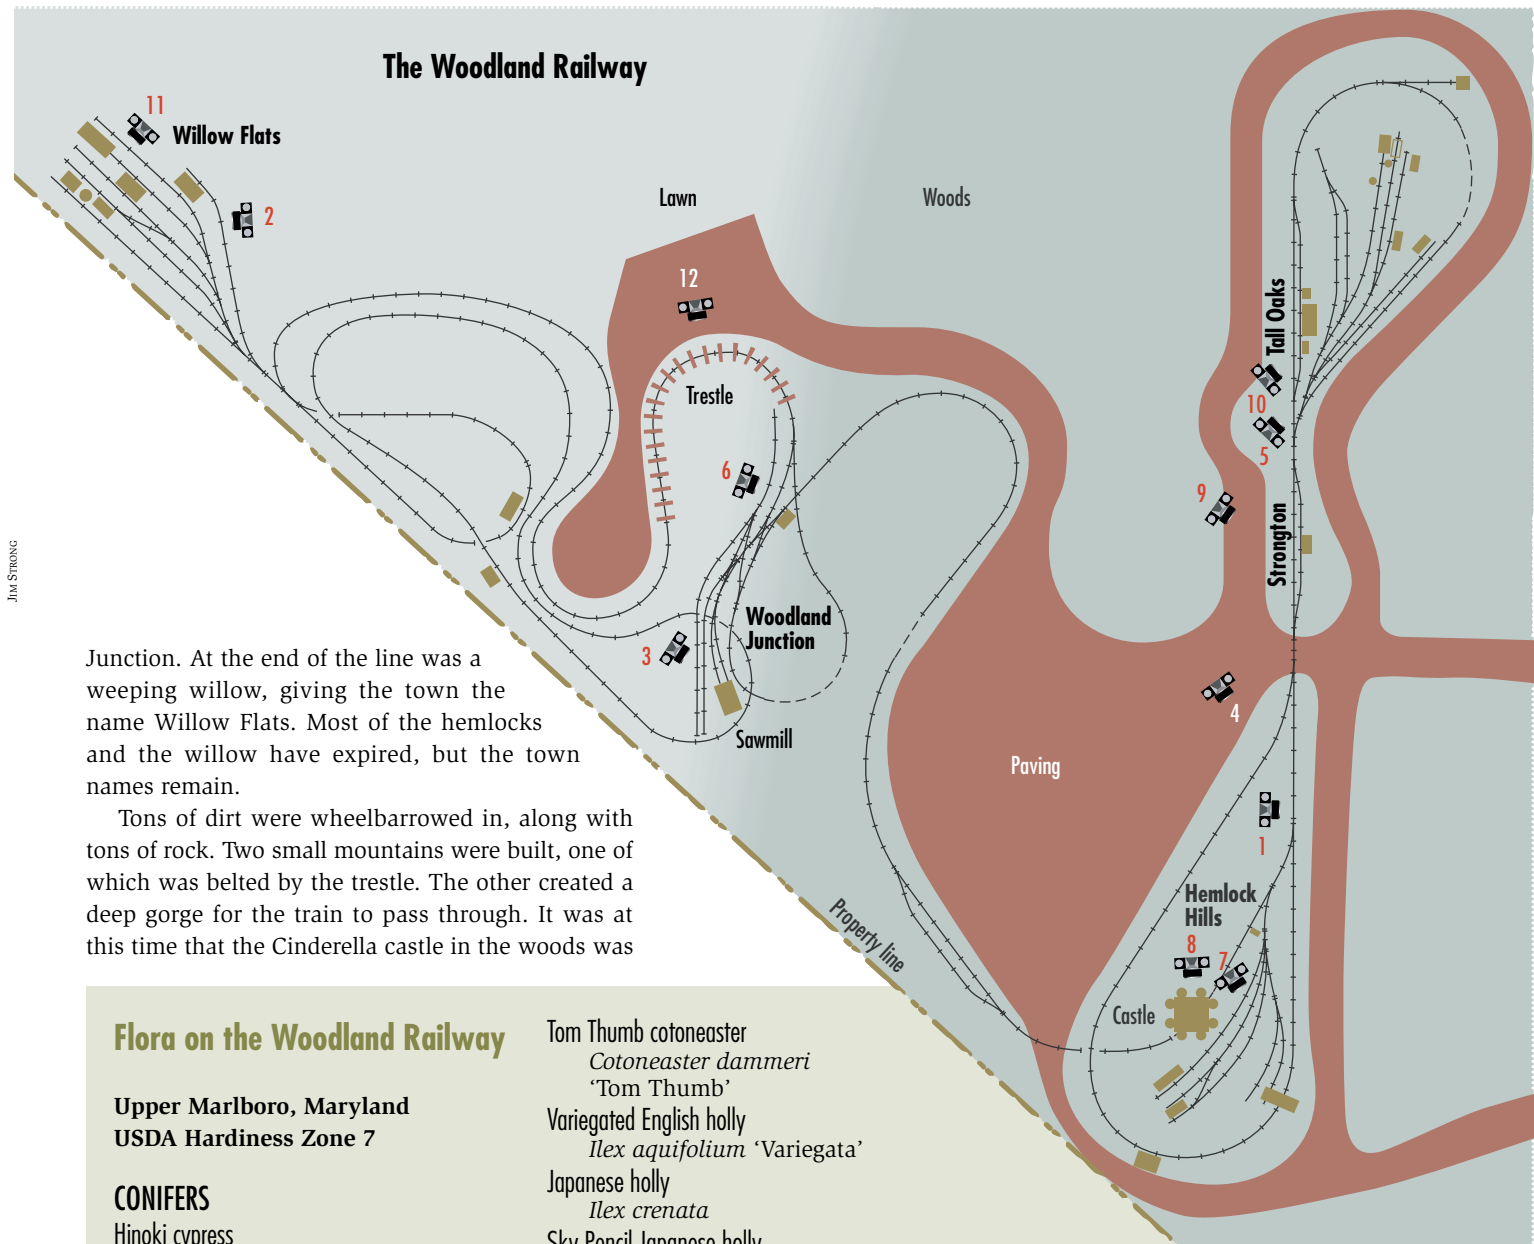 The Woodland Railway
11
Willow Flats
2
Lawn
Woods
12
Trestle
6
Tall Oaks
10
5
9
Strongton
Woodland
Junction
3
4
Sawmill
Paving
1
Hemlock
Hills
8
7
Castle
Property line
JIM STRONG
Junction. At the end of the line was a
weeping willow, giving the town the
name Willow Flats. Most of the hemlocks
and the willow have expired, but the town
names remain.
Tons of dirt were wheelbarrowed in, along with
tons of rock. Two small mountains were built, one of
which was belted by the trestle. The other created a
deep gorge for the train to pass through. It was at
this time that the Cinderella castle in the woods was
Flora on the Woodland Railway
Upper Marlboro, Maryland
USDA Hardiness Zone 7
CONIFERS
Hinoki cypress
Tom Thumb cotoneaster
Cotoneaster dammeri
‘Tom Thumb’
Variegated English holly
Ilex aquifolium ‘Variegata’
Japanese holly
Ilex crenata
Sky Pencil Japanese holly